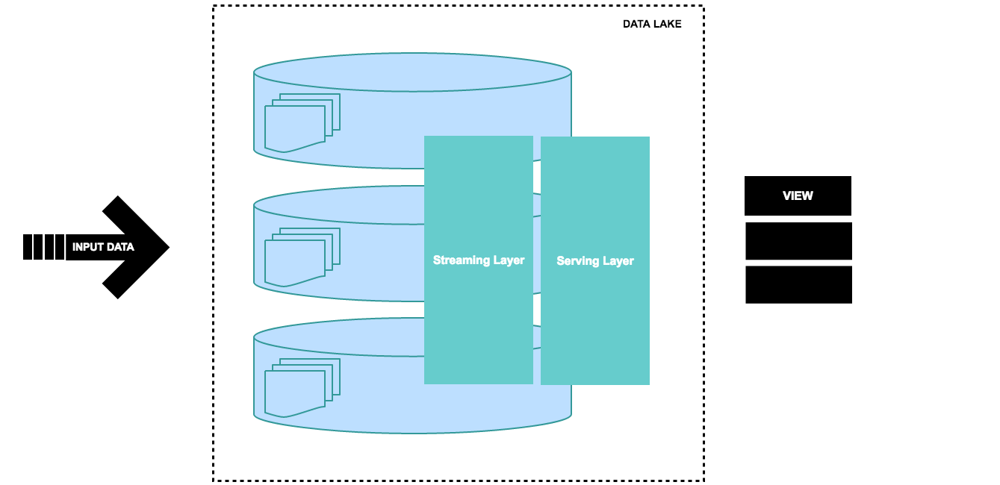 DATA LAKE
INPUT DATA
Streaming Layer
Serving Layer
VIEW